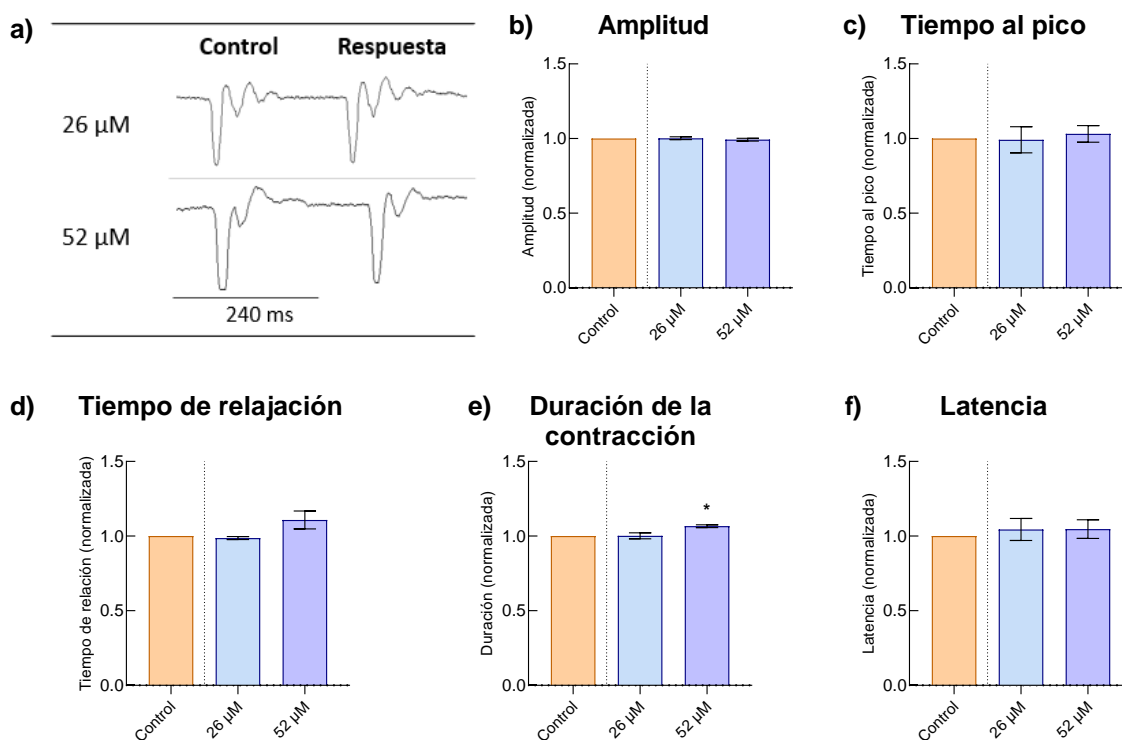 a)
Control Respuesta
26 µM
52 µM
240 ms
b) Amplitud
Amplitud (normalizada)
1.5
1.0
0.5
0.0
Control
26 µM
52 µM
c) Tiempo al pico
Tiempo al pico (normalizada)
1.5
1.0
0.5
0.0
Control
26 µM
52 µM
d) Tiempo de relajación
Tiempo de relación (normalizada)
1.5
1.0
0.5
0.0
Control
26 µM
52 µM
e) Duración de la
contracción
Duración (normalizada)
1.5
1.0
0.5
0.0
*
Control
26 µM
52 µM
f) Latencia
Latencia (normalizada)
1.5
1.0
0.5
0.0
Control
26 µM
52 µM